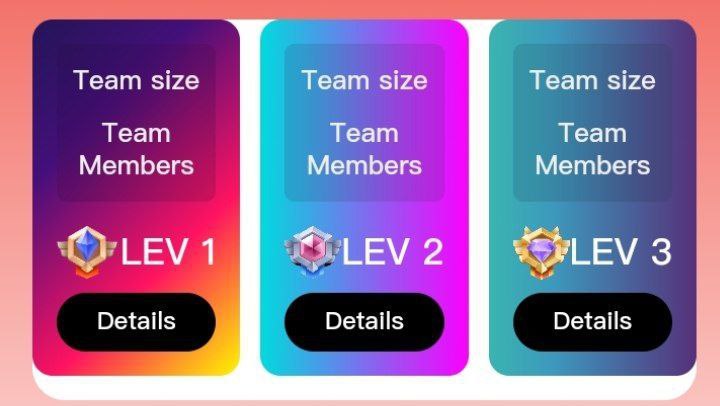 Team size
Team
Members
LEV 1
Details
Team size
Team
Members
LEV 2
Details
Team size
Team
Members
LEV 3
Details